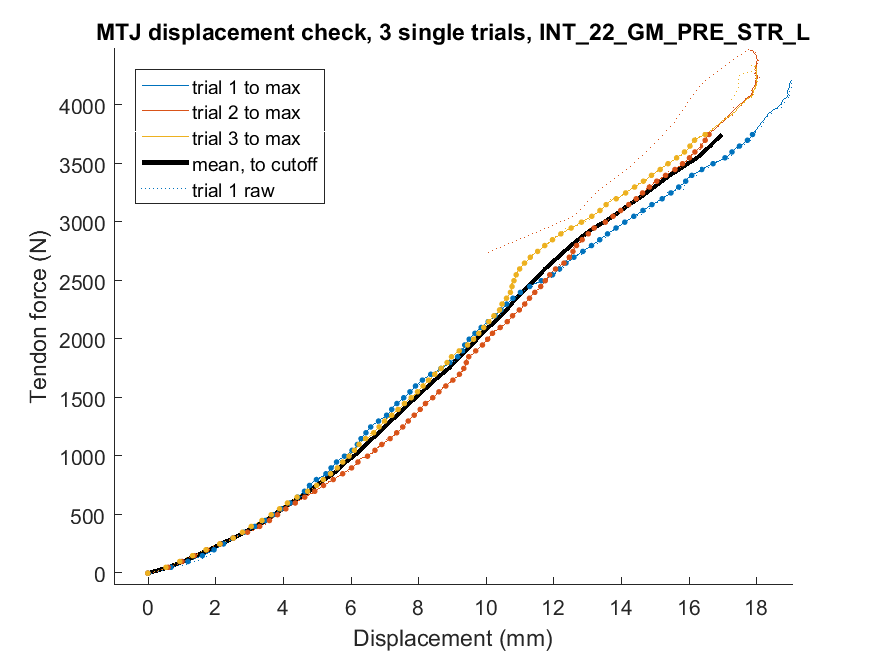 MTJ displacement check, 3 single trials, INT_22_GM_PRE_STR_L
trial 1 to max
trial 2 to max
trial 3 to max
mean, to cutoff
trial 1 raw
4000
3500
3000
2500
2000
1500
1000
500
0
Tendon force (N)
0 2 4 6 8 10 12 14 16 18
Displacement (mm)